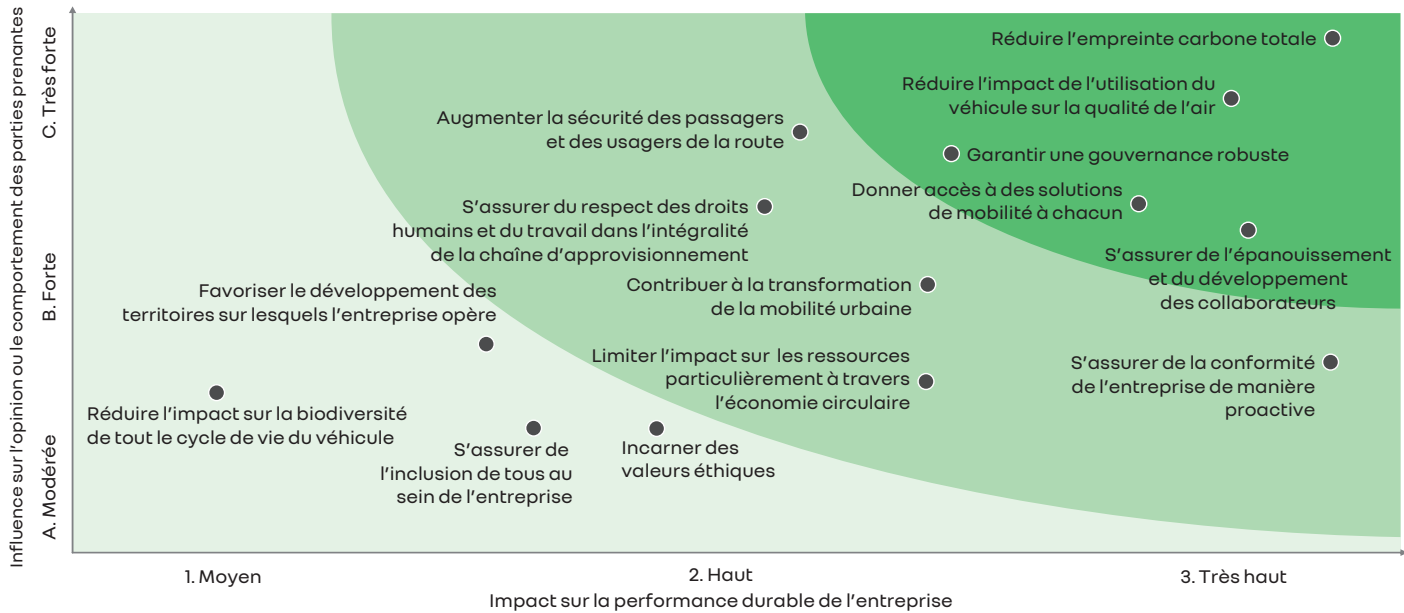 Influence sur l'opinion ou le comportement des parties prenantes
C. Très forte
B. Forte
A. Modérée
Réduire l'empreinte carbone totale
Réduire l'impact de l'utilisation du
véhicule sur la qualité de l'air
Augmenter la sécurité des passagers
et des usagers de la route
Garantir une gouvernance robuste
Donner accès à des solutions
de mobilité à chacun
S'assurer du respect des droits
humains et du travail dans l'intégralité
de la chaîne d'approvisionnement
S'assurer de l'épanouissement
et du développement
des collaborateurs
Favoriser le développement des
territoires sur lesquels l'entreprise opère
Contribuer à la transformation
de la mobilité urbaine
Limiter l'impact sur les ressources
particulièrement à travers
l'économie circulaire
S'assurer de la conformité
de l'entreprise de manière
proactive
Réduire l'impact sur la biodiversité
de tout le cycle de vie du véhicule
S'assurer de
l'inclusion de tous au
sein de l'entreprise
Incarner des
valeurs éthiques
1. Moyen
2. Haut
3. Très haut
Impact sur la performance durable de l'entreprise